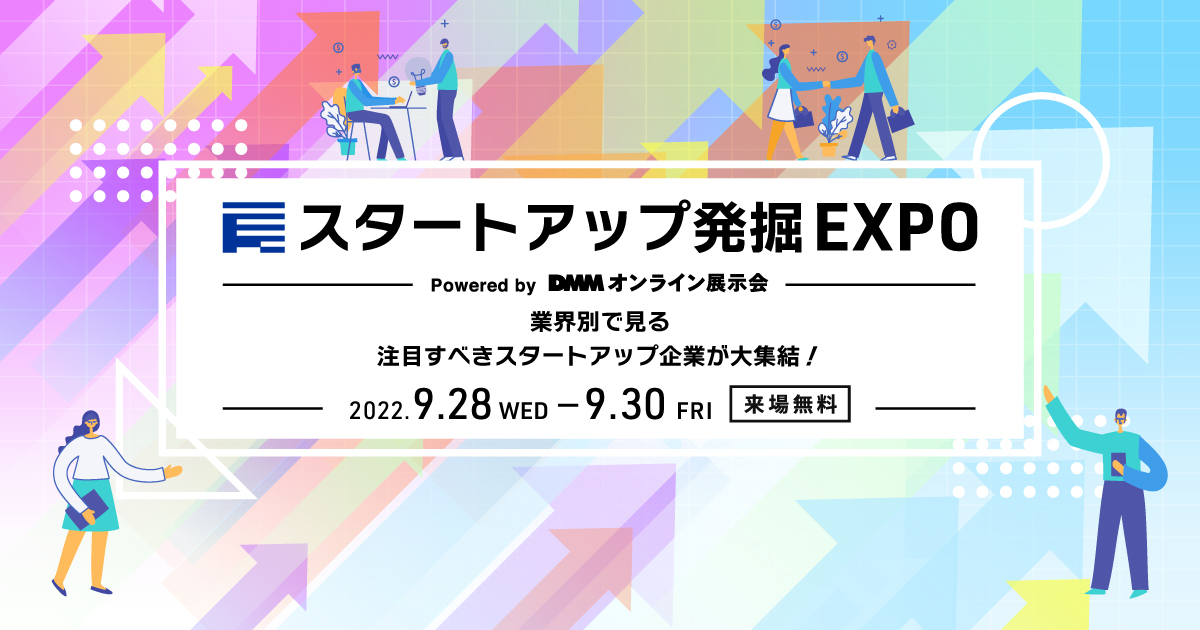 スタートアップ発掘EXPO
Powered by DMMオンライン展示会
業界別で見る
注目すべきスタートアップ企業が大集結！
2022.9.28 WED －9.30 FRI 来場無料